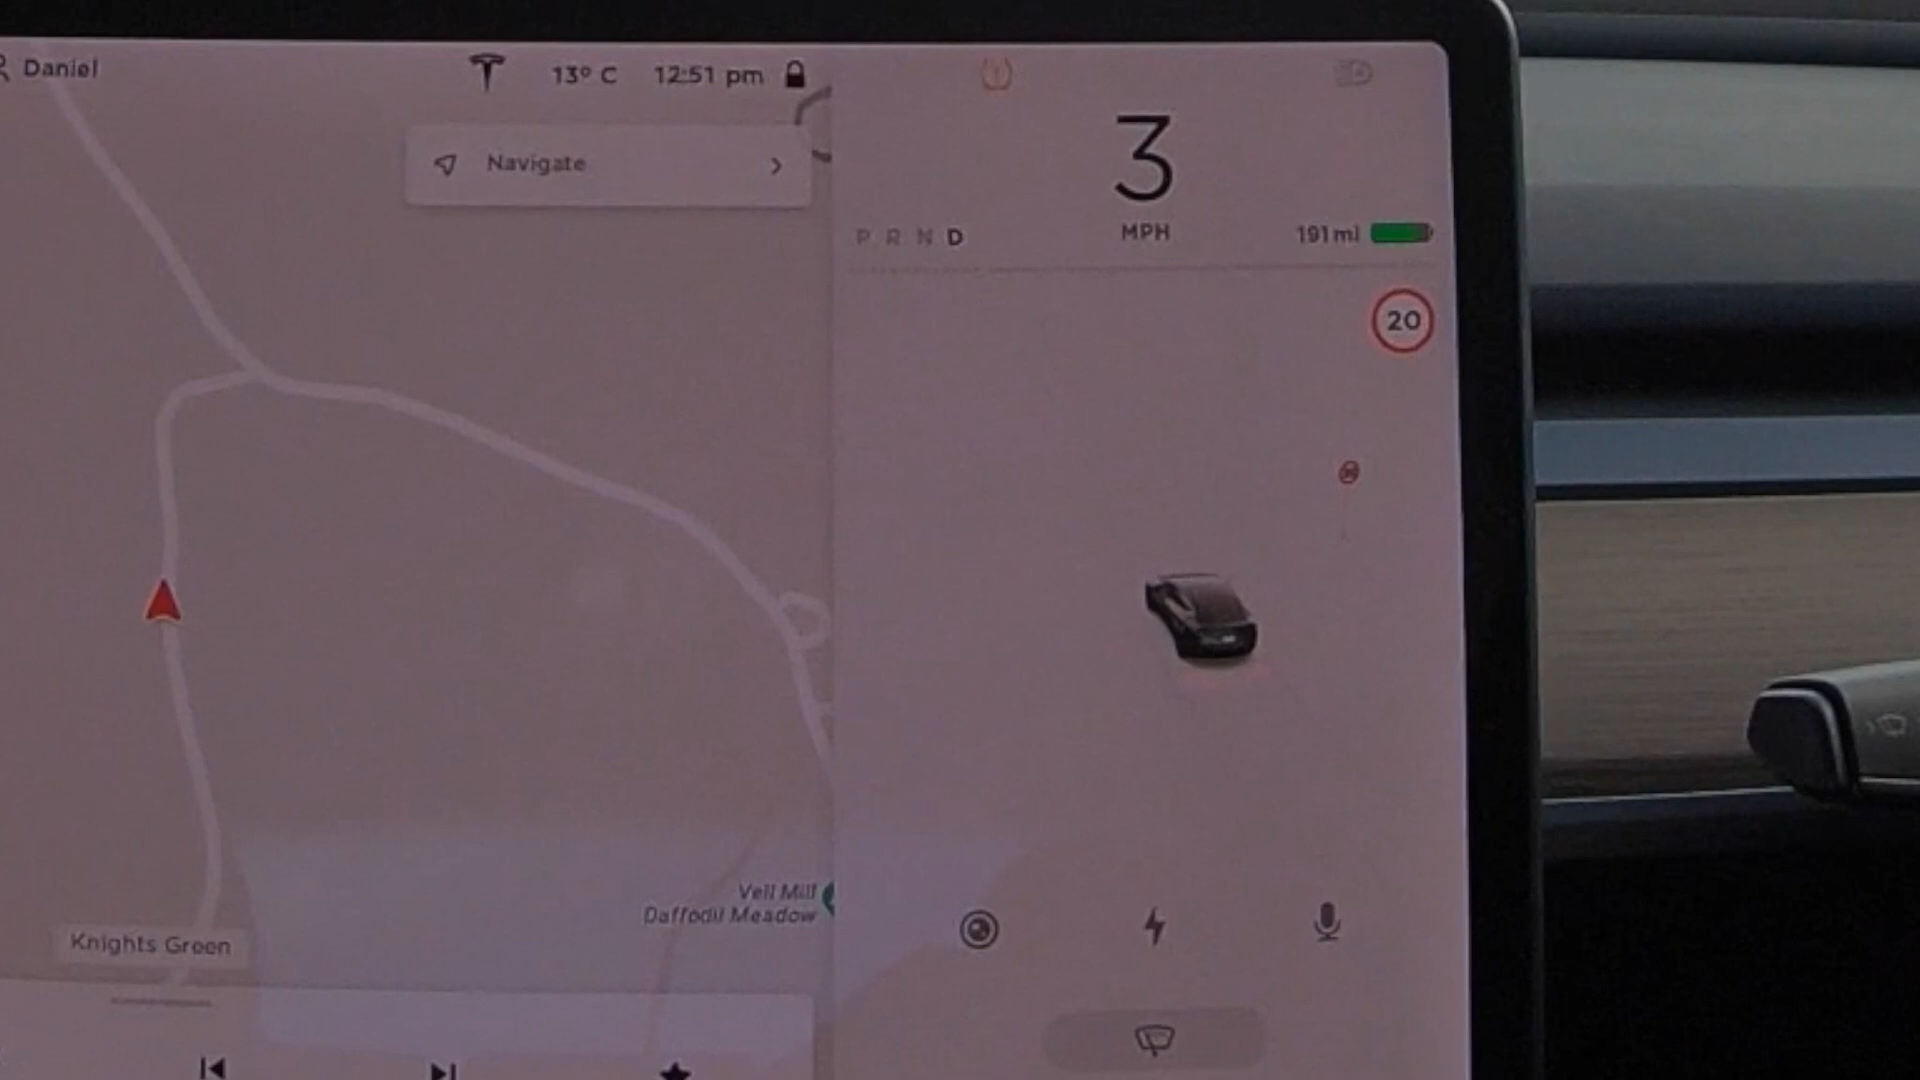 Daniel
13° C 12:51 pm
Navigate
3
MPH
P R N D
191 mi
20
Vell Mill
Daffodil Meadow
Knights Green